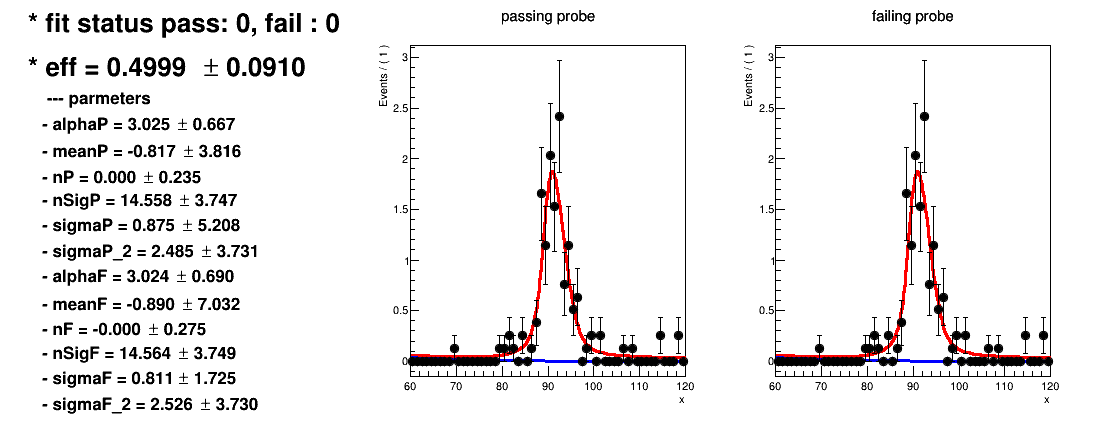 * fit status pass: 0, fail : 0
* eff = 0.4999 ± 0.0910
--- parmeters
- alphaP = 3.025 ± 0.667
- meanP = -0.817 ± 3.816
- nP = 0.000 ± 0.235
- nSigP = 14.558 ± 3.747
- sigmaP = 0.875 ± 5.208
- sigmaP_2 = 2.485 ± 3.731
- alphaF = 3.024 ± 0.690
- meanF = -0.890 ± 7.032
- nF = -0.000 ± 0.275
- nSigF = 14.564 ± 3.749
- sigmaF = 0.811 ± 1.725
- sigmaF_2 = 2.526 ± 3.730
passing probe
Events / ( 1 )
3
2.5
2
1.5
1
0.5
0
60 70 80 90 100 110 120
x
failing probe
Events / ( 1 )
3
2.5
2
1.5
1
0.5
0
60 70 80 90 100 110 120
x